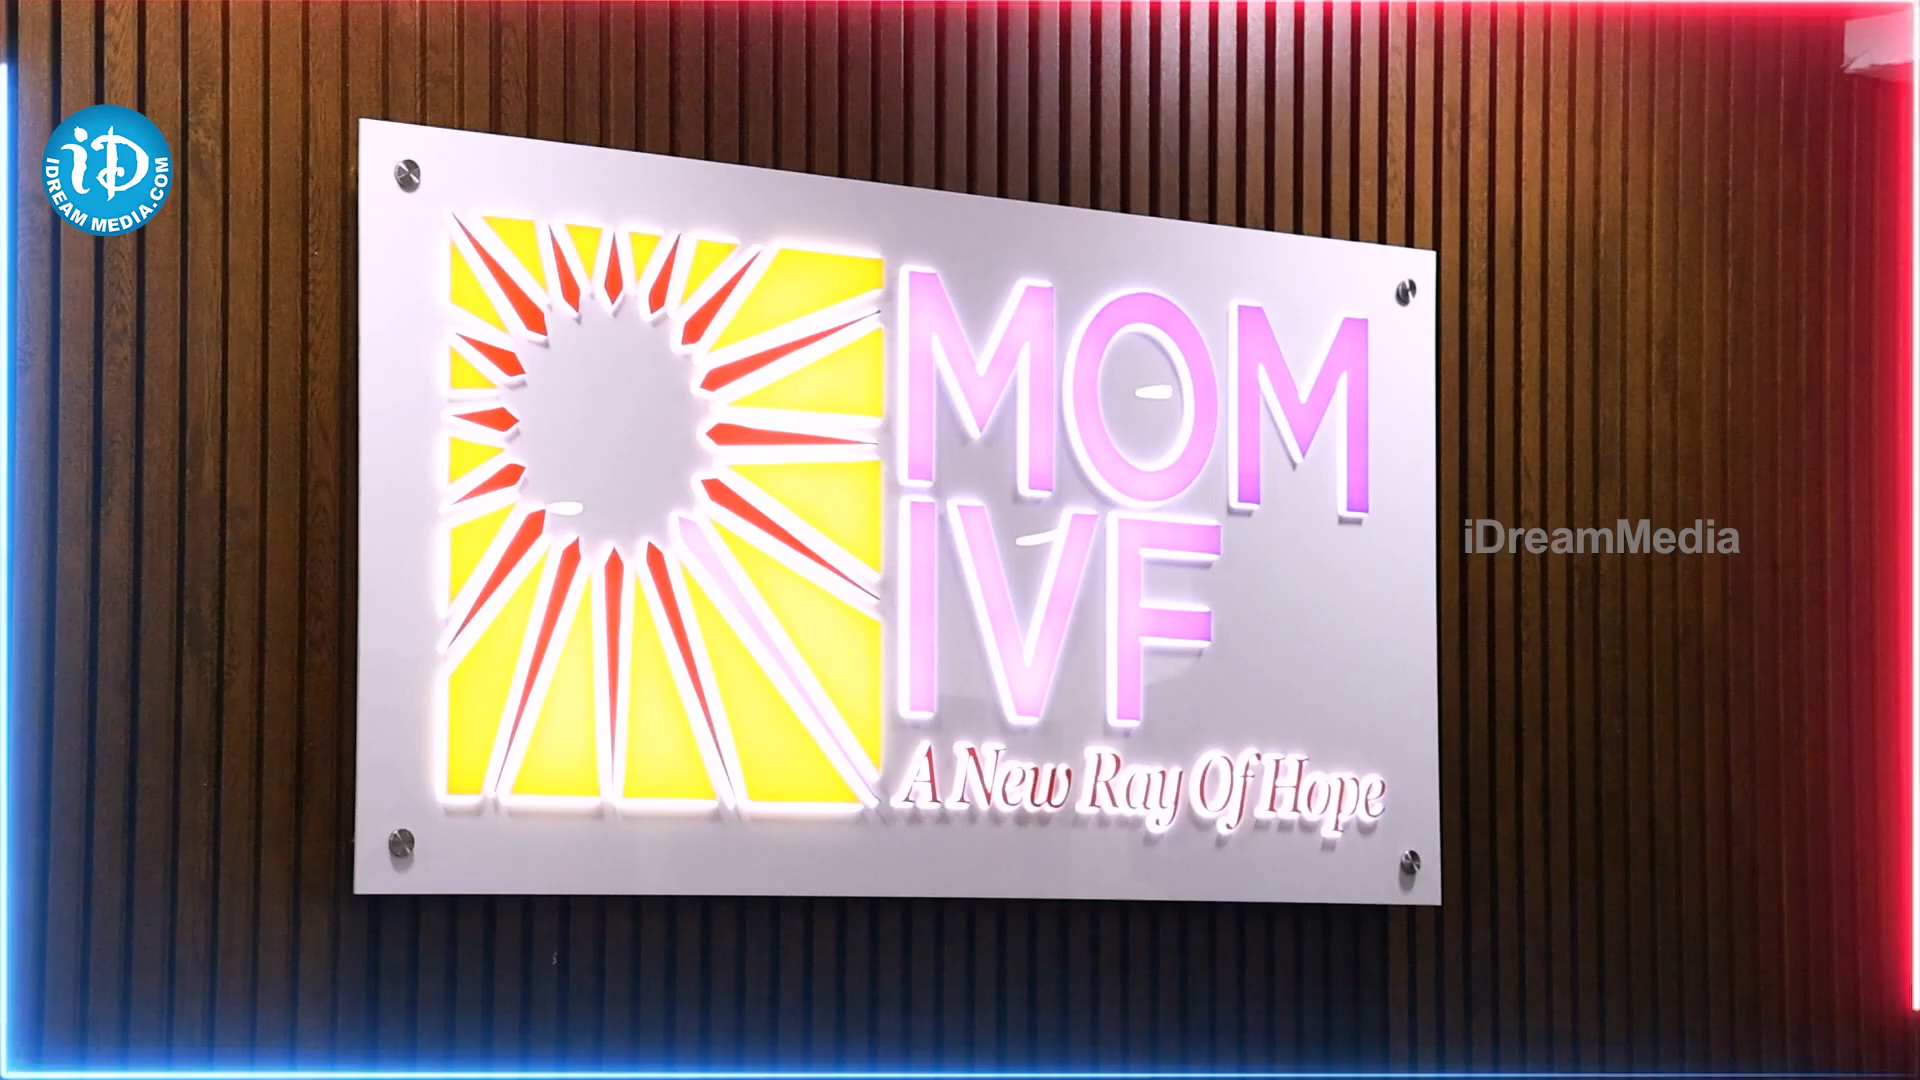 iD
IDREAM MEDIA.COM
MOM
IVF
A New Ray Of Hope
iDreamMedia